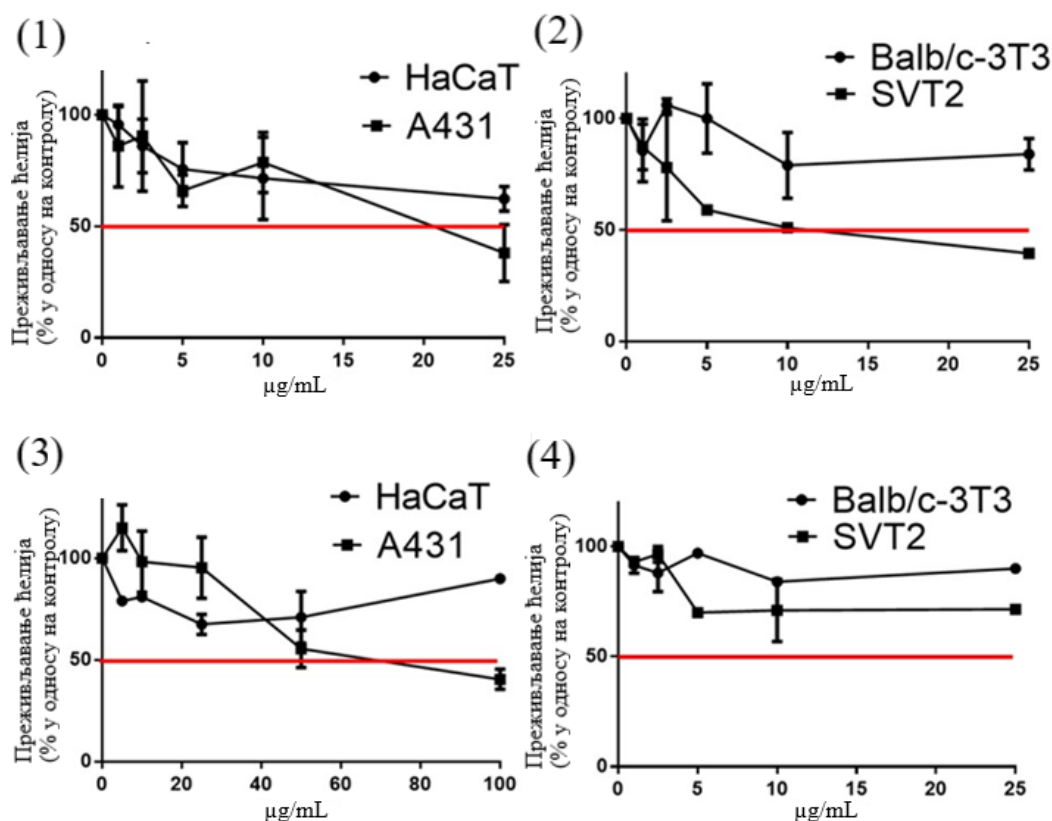 (1)
HaCaT
A431
Преживљавање ћелија
(% у односу на контролу)
100
50
0
0 5 10 15 20 25
µg/mL
(2)
Balb/c-3T3
SVT2
Преживљавање ћелија
(% у односу на контролу)
100
50
0
0 5 10 15 20 25
µg/mL
(3)
HaCaT
A431
Преживљавање ћелија
(% у односу на контролу)
100
50
0
0 20 40 60 80 100
µg/mL
(4)
Balb/c-3T3
SVT2
Преживљавање ћелија
(% у односу на контролу)
100
50
0
0 5 10 15 20 25
µg/mL